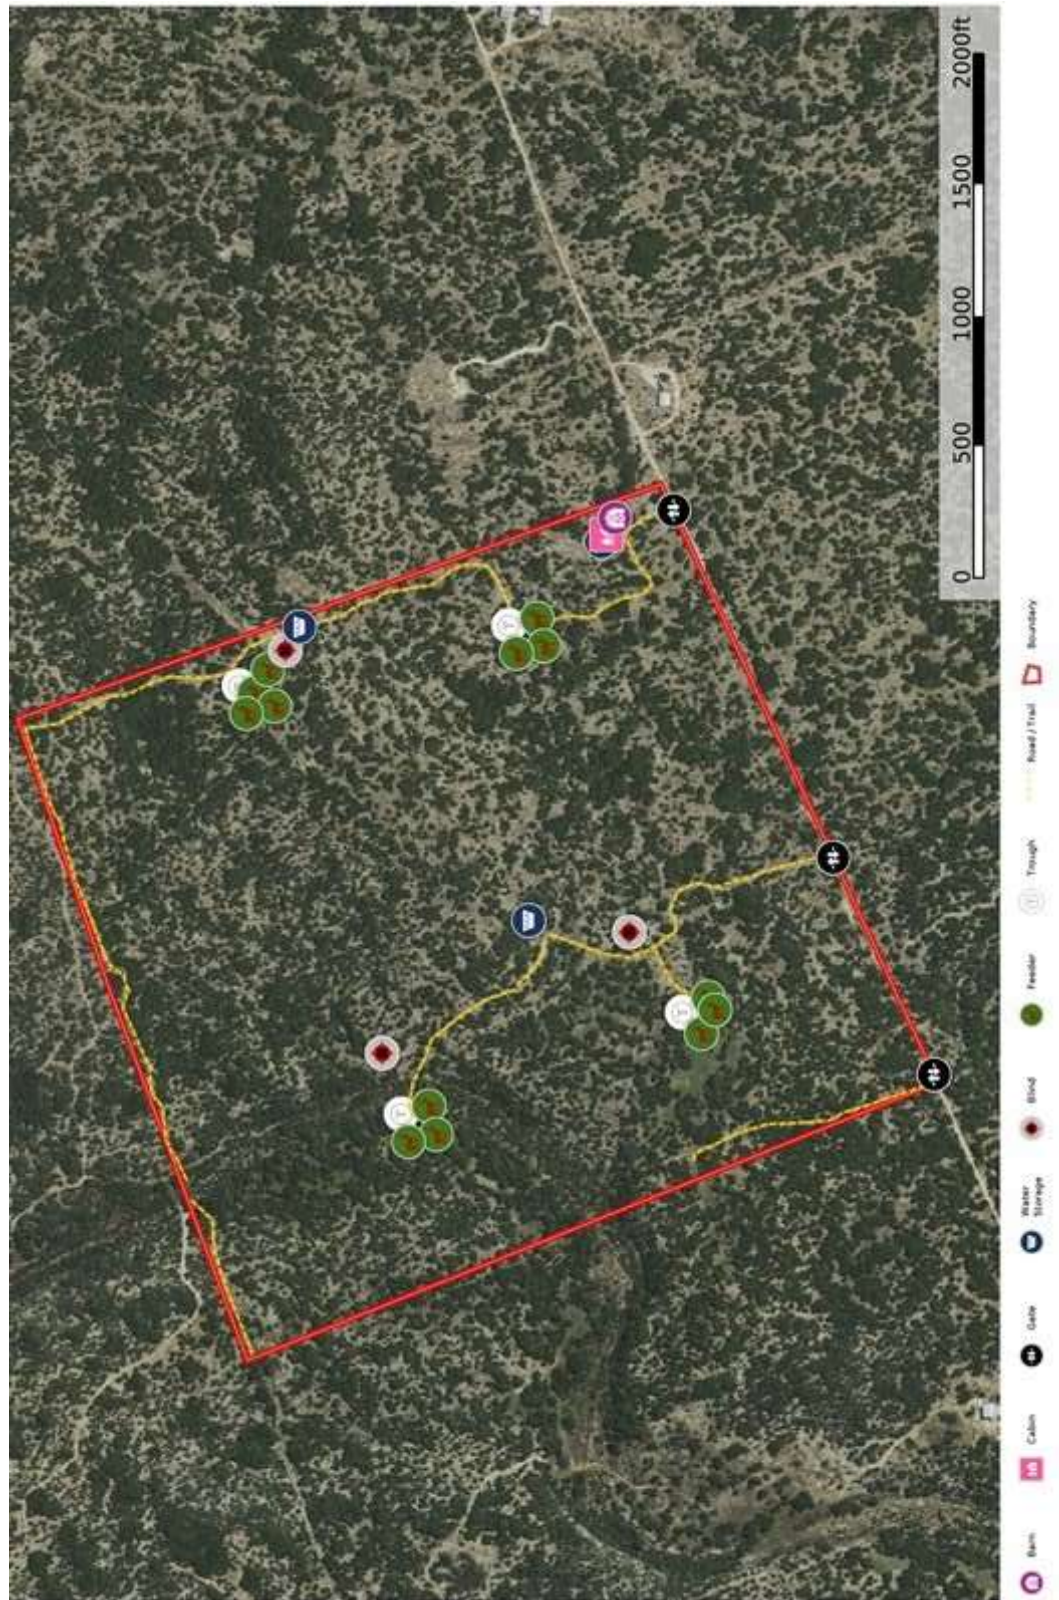 0 500 1000 1500 2000ft
Barn
Cabin
Gate
Water
Storage
Blind
Feeder
Trough
Road / Trail
Boundary